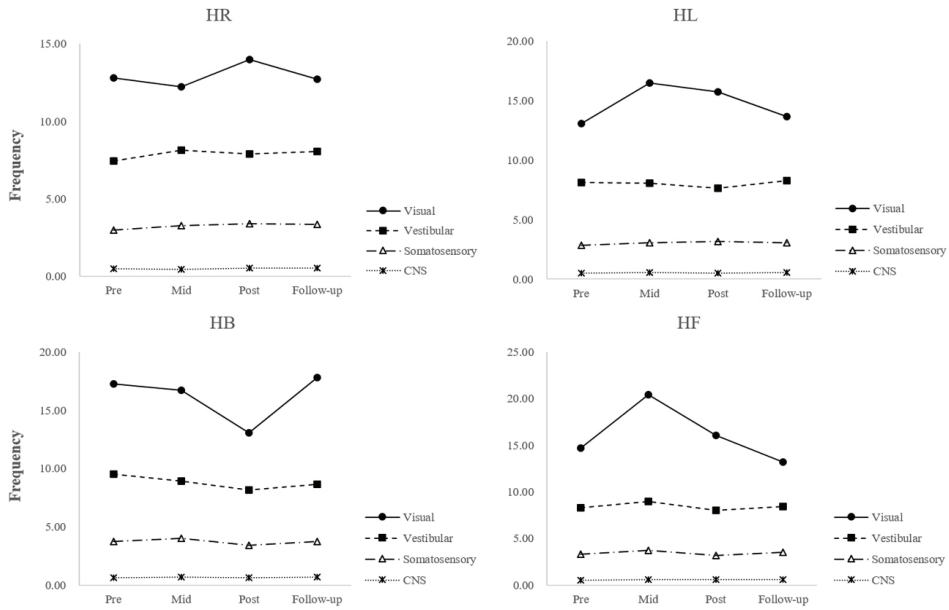 HR
15.00
10.00
5.00
0.00
Frequency
Pre Mid Post Follow-up
Visual
Vestibular
Somatosensory
CNS
HL
20.00
15.00
10.00
5.00
0.00
Pre Mid Post Follow-up
Visual
Vestibular
Somatosensory
CNS
HB
20.00
15.00
10.00
5.00
0.00
Frequency
Pre Mid Post Follow-up
Visual
Vestibular
Somatosensory
CNS
HF
25.00
20.00
15.00
10.00
5.00
0.00
Pre Mid Post Follow-up
Visual
Vestibular
Somatosensory
CNS